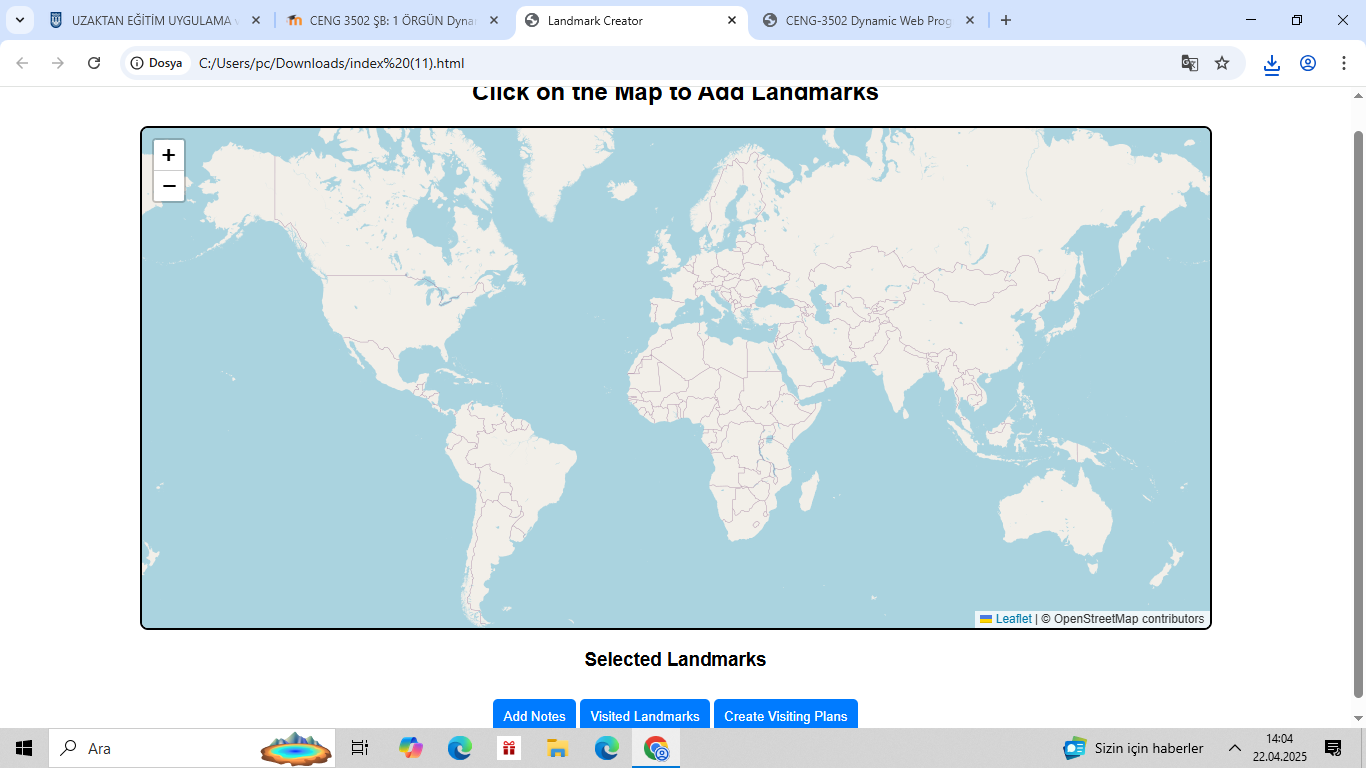 UZAKTAN EĞİTİM UYGULAMA v
CENG 3502 ŞB: 1 ÖRGÜN Dyna
Landmark Creator
CENG-3502 Dynamic Web Prog
Dosya
C:/Users/pc/Downloads/index%20(11).html
Click on the Map to Add Landmarks
+
−
Leaflet | © OpenStreetMap contributors
Selected Landmarks
Add Notes
Visited Landmarks
Create Visiting Plans
Ara
Sizin için haberler
14:04
22.04.2025